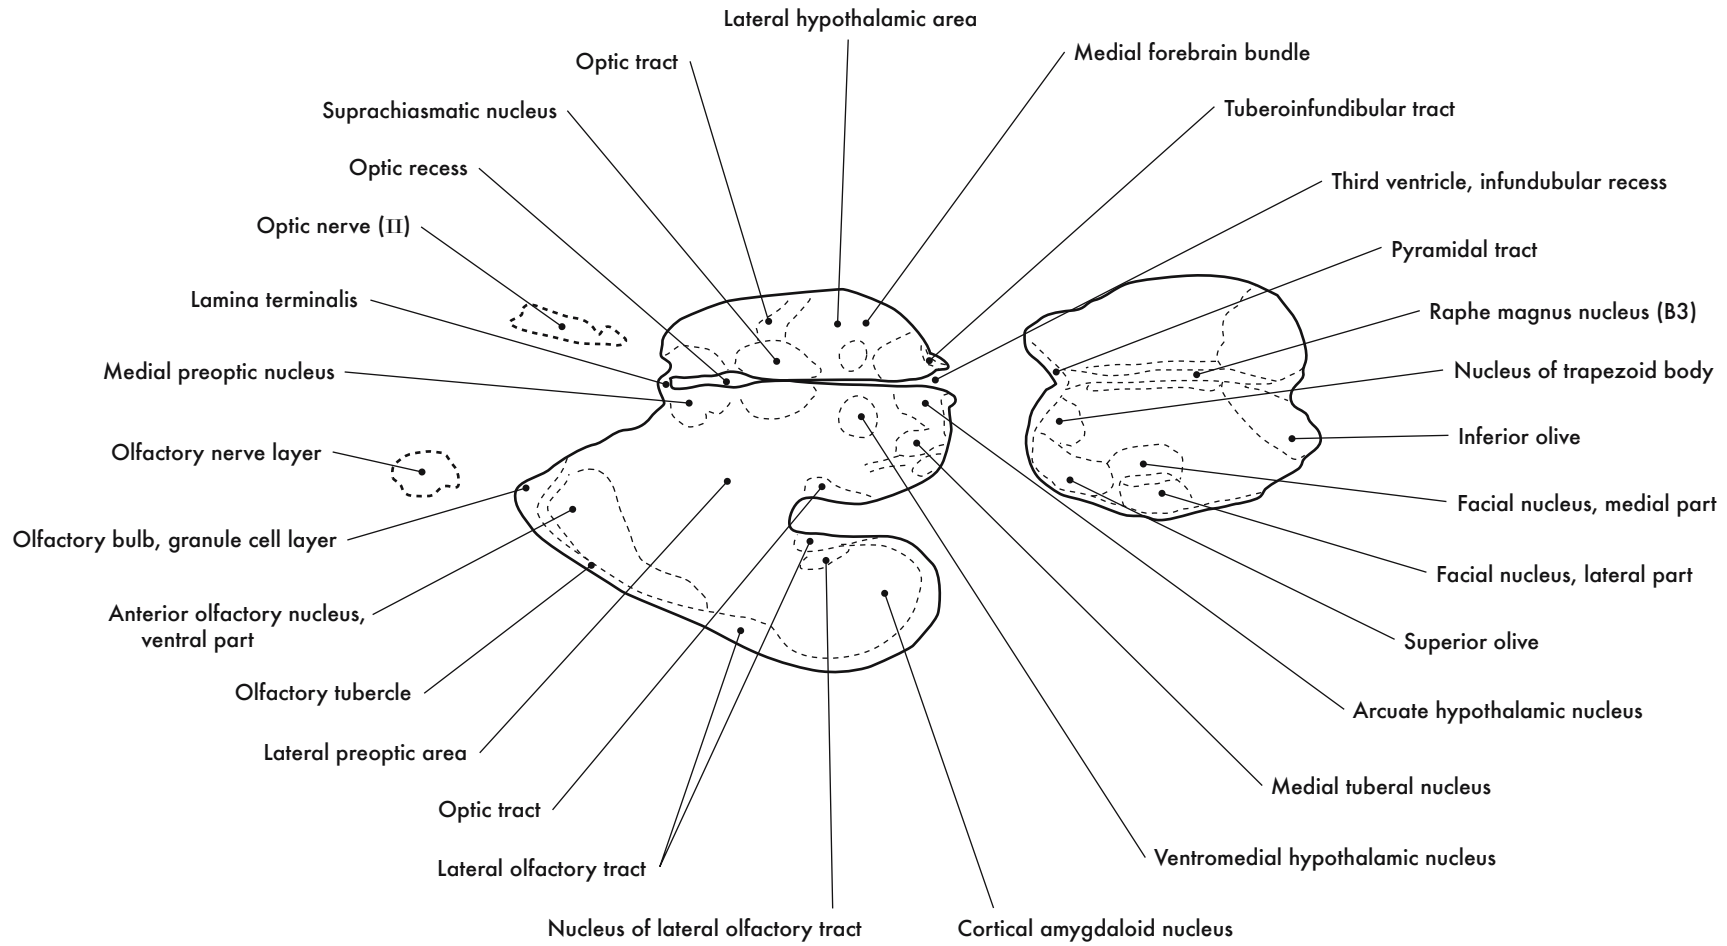 Lateral hypothalamic area
Optic tract
Medial forebrain bundle
Suprachiasmatic nucleus
Tuberoinfundibular tract
Optic recess
Third ventricle, infundubular recess
Optic nerve (II)
Pyramidal tract
Lamina terminalis
Raphe magnus nucleus (B3)
Medial preoptic nucleus
Nucleus of trapezoid body
Olfactory nerve layer
Inferior olive
Facial nucleus, medial part
Olfactory bulb, granule cell layer
Facial nucleus, lateral part
Anterior olfactory nucleus,
ventral part
Superior olive
Olfactory tubercle
Arcuate hypothalamic nucleus
Lateral preoptic area
Medial tuberal nucleus
Optic tract
Ventromedial hypothalamic nucleus
Lateral olfactory tract
Nucleus of lateral olfactory tract
Cortical amygdaloid nucleus